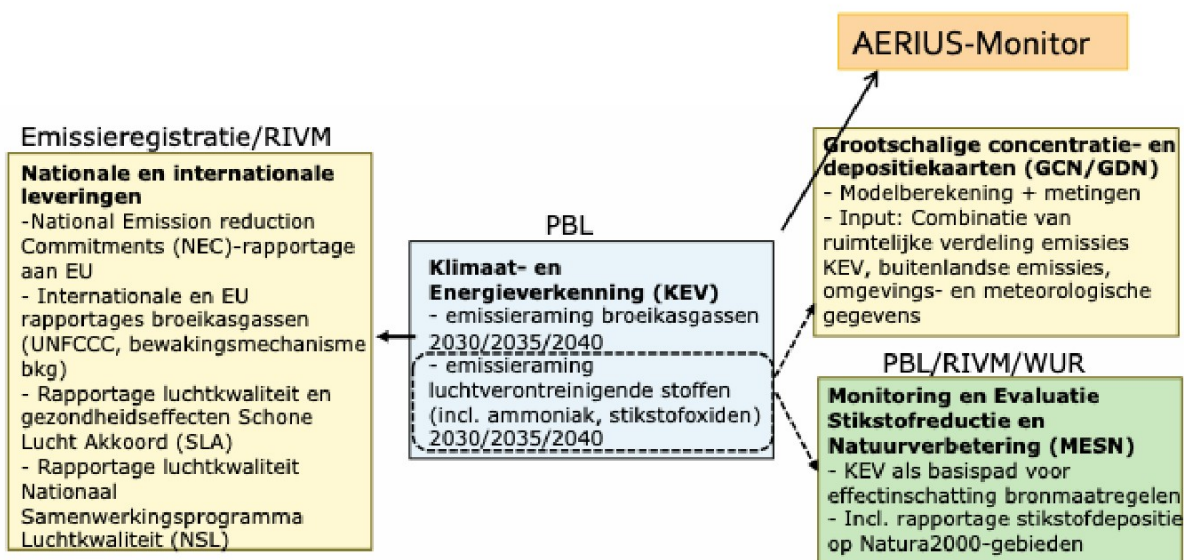 AERIUS-Monitor
Emissieregistratie/RIVM
Nationale en internationale
leveringen
-National Emission reduction
Commitments (NEC)-rapportage
aan EU
- Internationale en EU
rapportages broeikasgassen
(UNFCCC, bewakingsmechanisme
bkg)
- Rapportage luchtkwaliteit en
gezondheidseffecten Schone
Lucht Akkoord (SLA)
- Rapportage luchtkwaliteit
Nationaal
Samenwerkingsprogramma
Luchtkwaliteit (NSL)
PBL
Klimaat- en
Energieverkenning (KEV)
- emissieraming broeikasgassen
2030/2035/2040
- emissieraming
luchtverontreinigende stoffen
(incl. ammoniak, stikstofoxiden)
2030/2035/2040
Grootschalige concentratie- en
depositiekaarten (GCN/GDN)
- Modelberekening + metingen
- Input: Combinatie van
ruimtelijke verdeling emissies
KEV, buitenlandse emissies,
omgevings- en meteorologische
gegevens
PBL/RIVM/WUR
Monitoring en Evaluatie
Stikstofreductie en
Natuurverbetering (MESN)
- KEV als basispad voor
effectinschatting bronmaatregelen
- Incl. rapportage stikstofdepositie
op Natura2000-gebieden